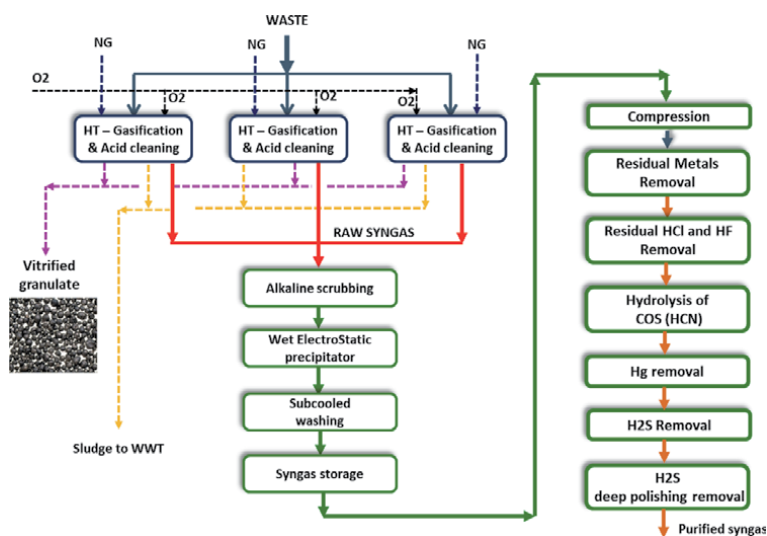 WASTE
NG
NG
NG
O2
O2
O2
O2
HT – Gasification
& Acid cleaning
HT – Gasification
& Acid cleaning
HT – Gasification
& Acid cleaning
RAW SYNGAS
Vitrified
granulate
Sludge to WWT
Alkaline scrubbing
Wet ElectroStatic
precipitator
Subcooled
washing
Syngas storage
Compression
Residual Metals
Removal
Residual HCl and HF
Removal
Hydrolysis of
COS (HCN)
Hg removal
H2S Removal
H2S
deep polishing removal
Purified syngas